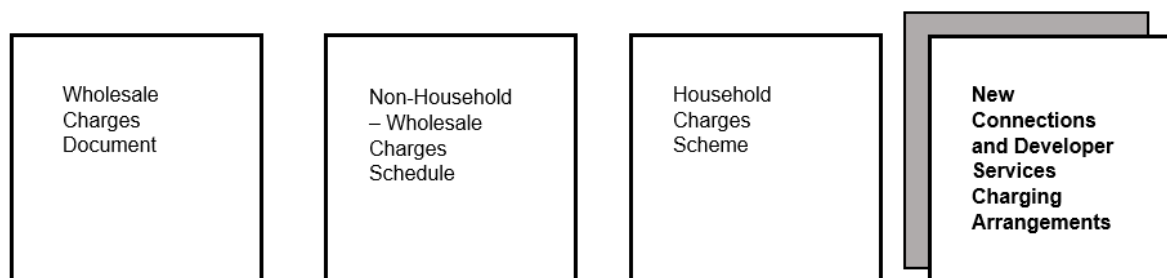 Wholesale
Charges
Document
Non-Household
– Wholesale
Charges
Schedule
Household
Charges
Scheme
New
Connections
and Developer
Services
Charging
Arrangements